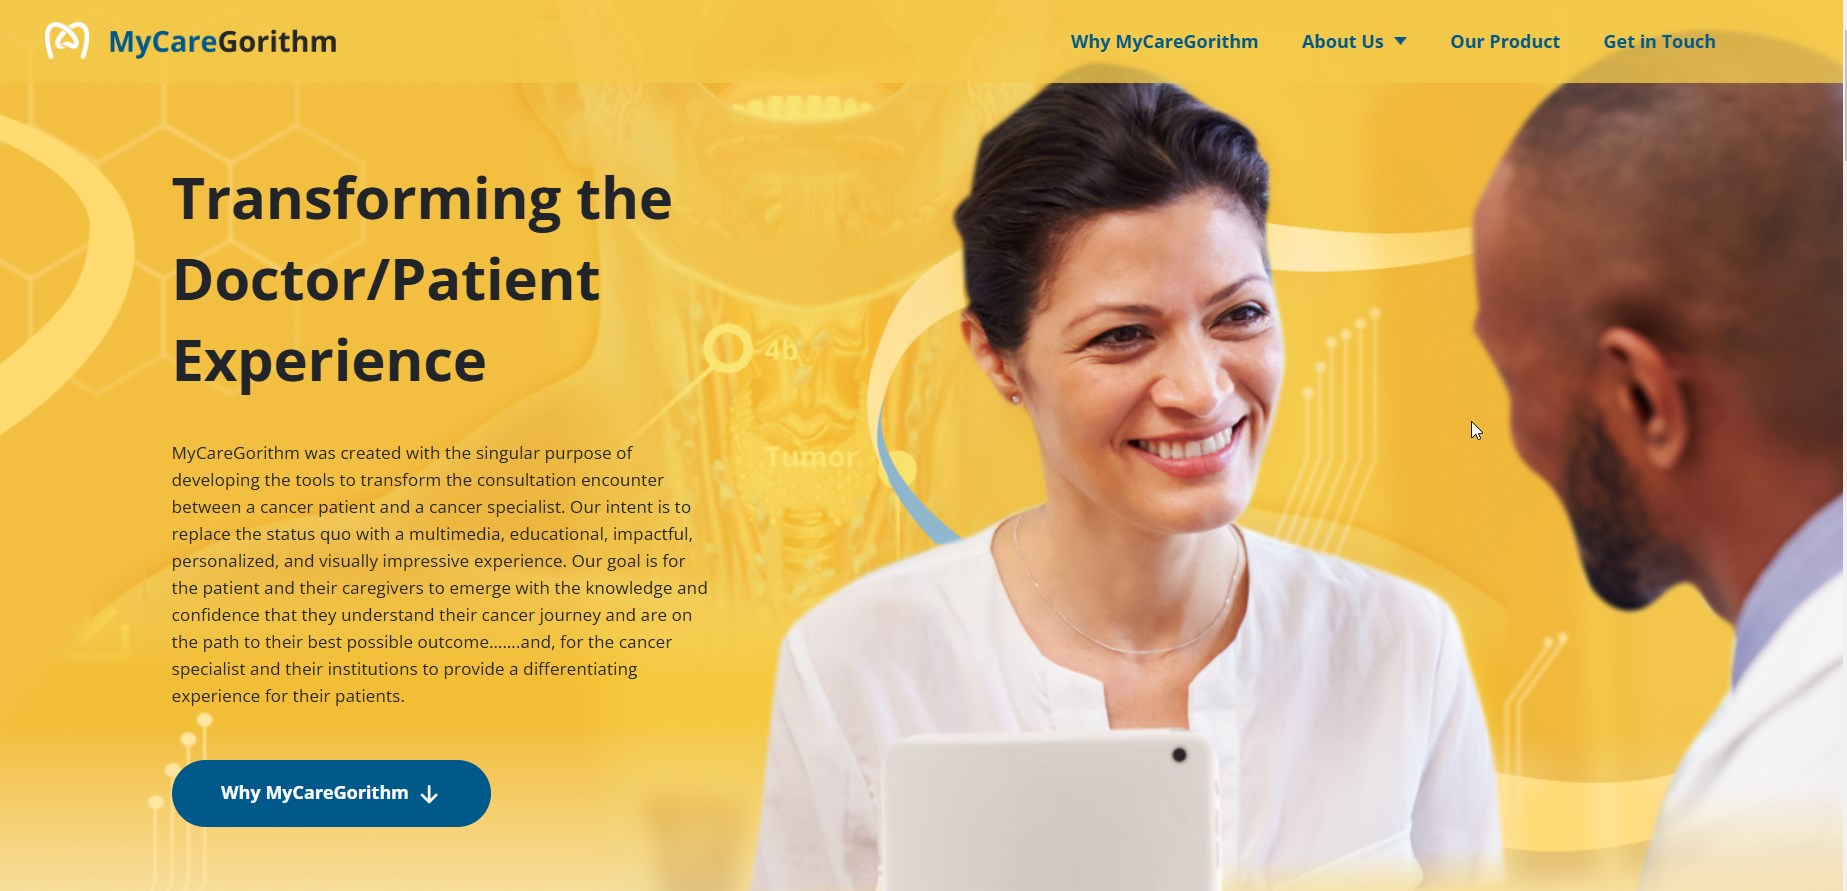 MyCareGorithm
Why MyCareGorithm
About Us
Our Product
Get in Touch
Transforming the
Doctor/Patient
Experience
4b
Tumor
MyCareGorithm was created with the singular purpose of
developing the tools to transform the consultation encounter
between a cancer patient and a cancer specialist. Our intent is to
replace the status quo with a multimedia, educational, impactful,
personalized, and visually impressive experience. Our goal is for
the patient and their caregivers to emerge with the knowledge and
confidence that they understand their cancer journey and are on
the path to their best possible outcome.......and, for the cancer
specialist and their institutions to provide a differentiating
experience for their patients.
Why MyCareGorithm